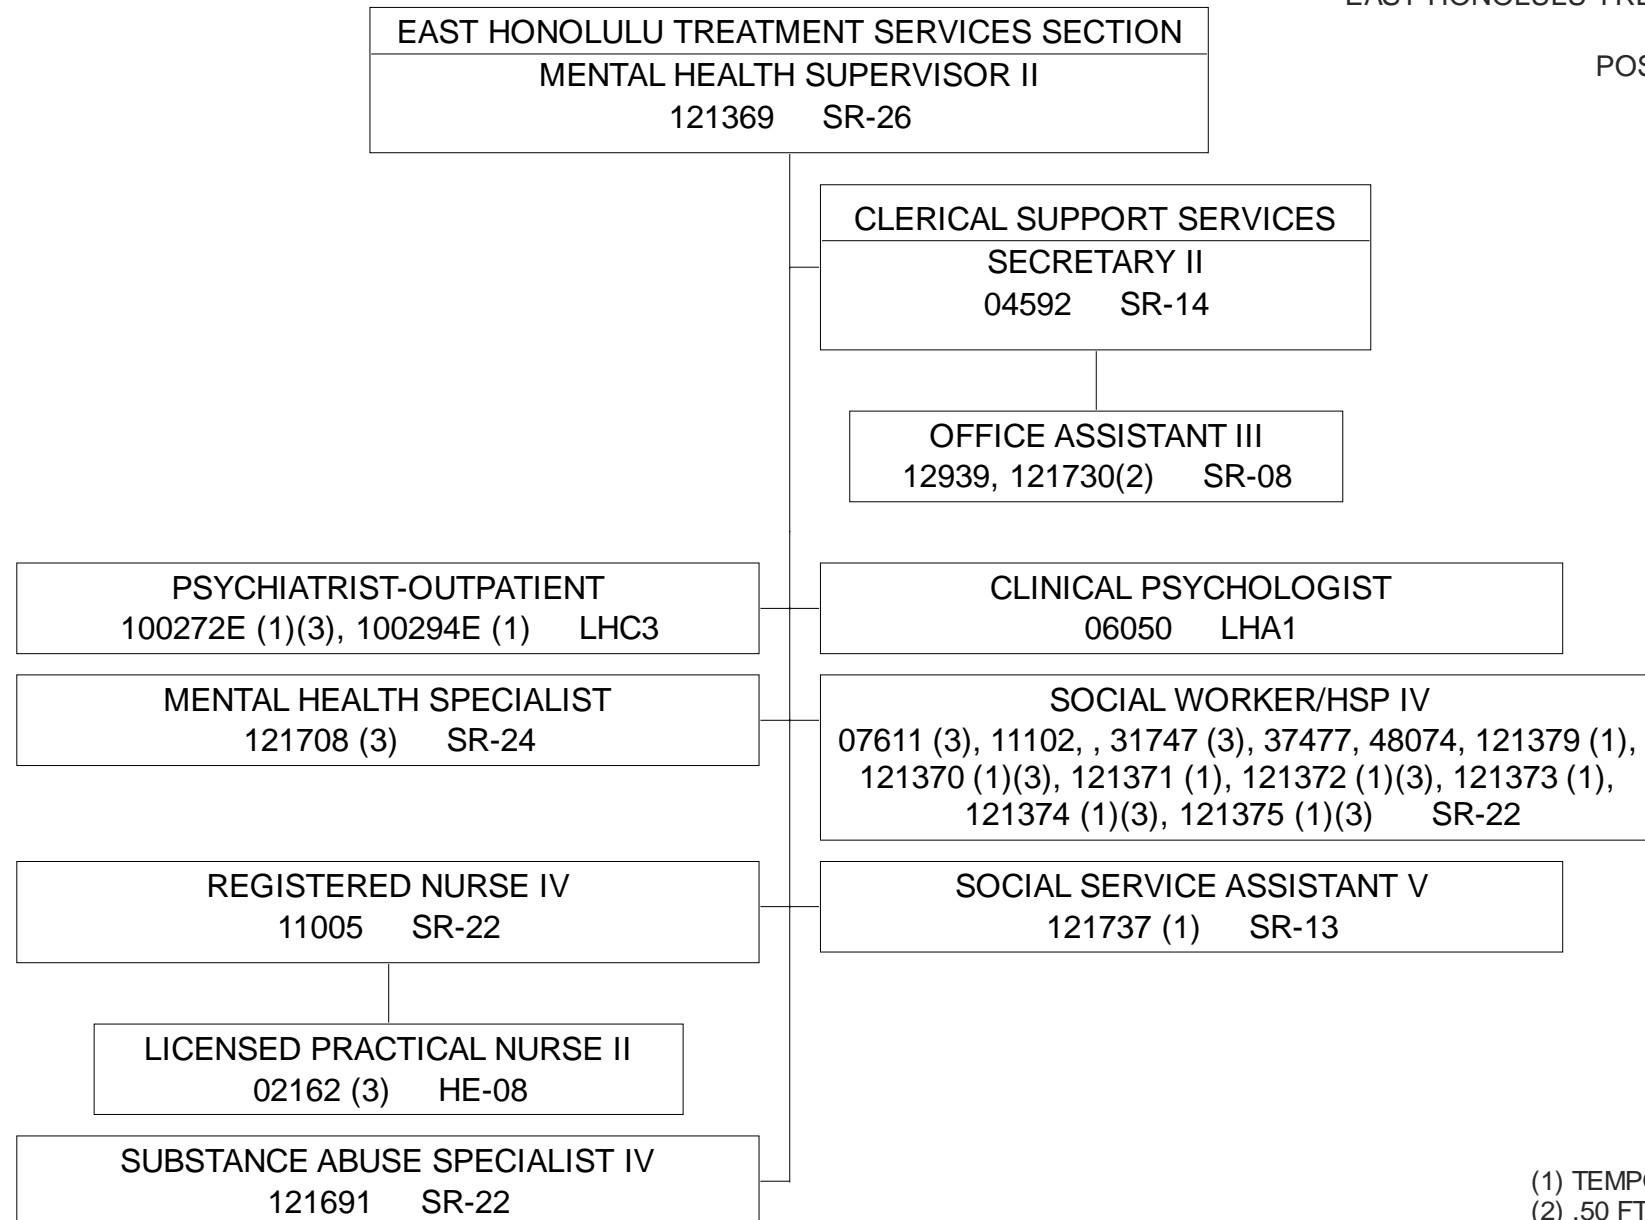 EAST HONOLULU TREATMENT SERVICES SECTION
MENTAL HEALTH SUPERVISOR II
121369 SR-26
CLERICAL SUPPORT SERVICES
SECRETARY II
04592 SR-14
OFFICE ASSISTANT III
12939, 121730(2) SR-08
PSYCHIATRIST-OUTPATIENT
100272E (1)(3), 100294E (1) LHC3
CLINICAL PSYCHOLOGIST
06050 LHA1
MENTAL HEALTH SPECIALIST
121708 (3) SR-24
SOCIAL WORKER/HSP IV
07611 (3), 11102, , 31747 (3), 37477, 48074, 121379 (1),
121370 (1)(3), 121371 (1), 121372 (1)(3), 121373 (1),
121374 (1)(3), 121375 (1)(3) SR-22
REGISTERED NURSE IV
11005 SR-22
SOCIAL SERVICE ASSISTANT V
121737 (1) SR-13
LICENSED PRACTICAL NURSE II
02162 (3) HE-08
SUBSTANCE ABUSE SPECIALIST IV
121691 SR-22
(1)
(2) .50